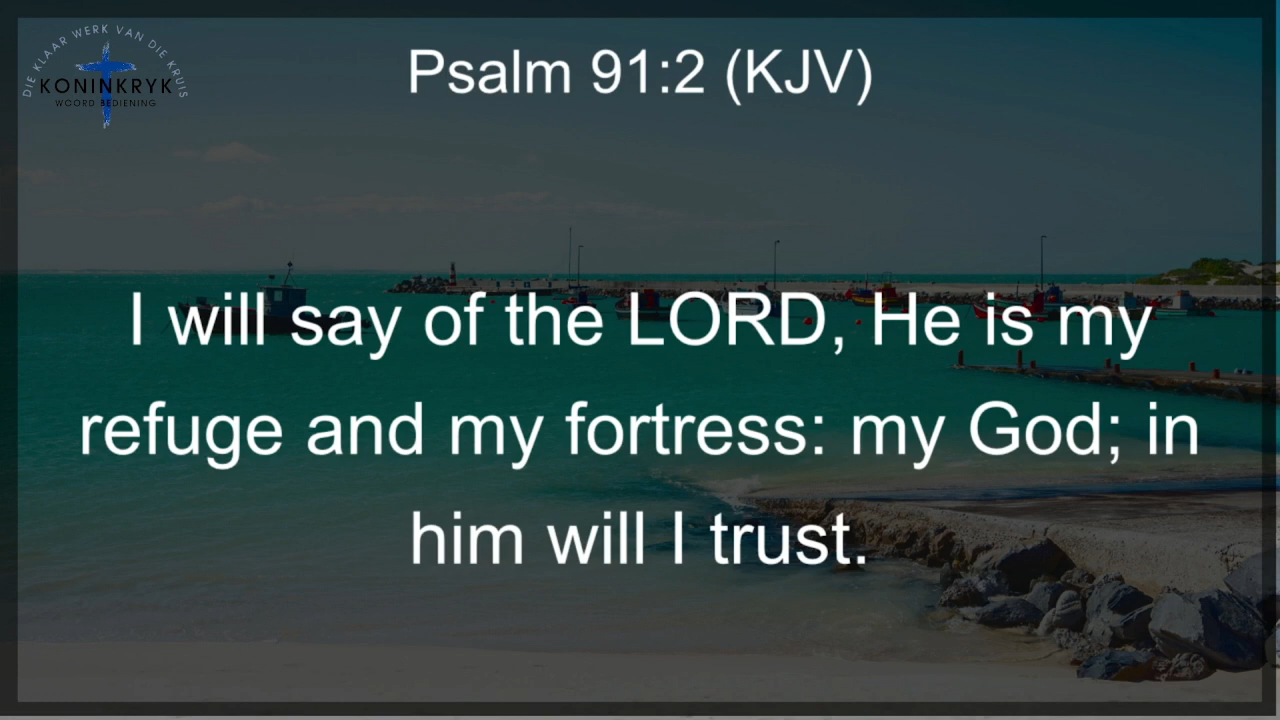 DIE KLAAR WERK VAN DIE KRUIS
KONINKRYK
WOORD BEDIENING
Psalm 91:2 (KJV)
I will say of the LORD, He is my
refuge and my fortress: my God; in
him will I trust.